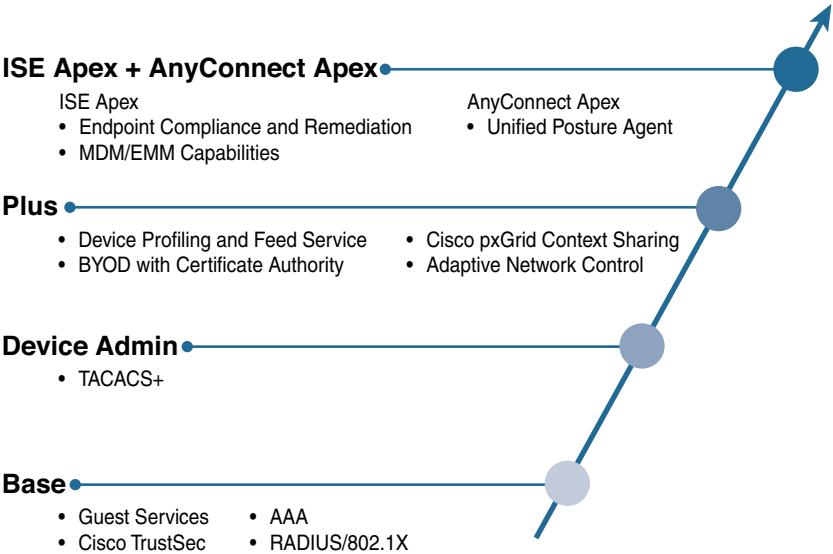 ISE Apex + AnyConnect Apex
ISE Apex
• Endpoint Compliance and Remediation
• MDM/EMM Capabilities
AnyConnect Apex
• Unified Posture Agent
Plus
• Device Profiling and Feed Service
• BYOD with Certificate Authority
• Cisco pxGrid Context Sharing
• Adaptive Network Control
Device Admin
• TACACS+
Base
• Guest Services
• Cisco TrustSec
• AAA
• RADIUS/802.1X